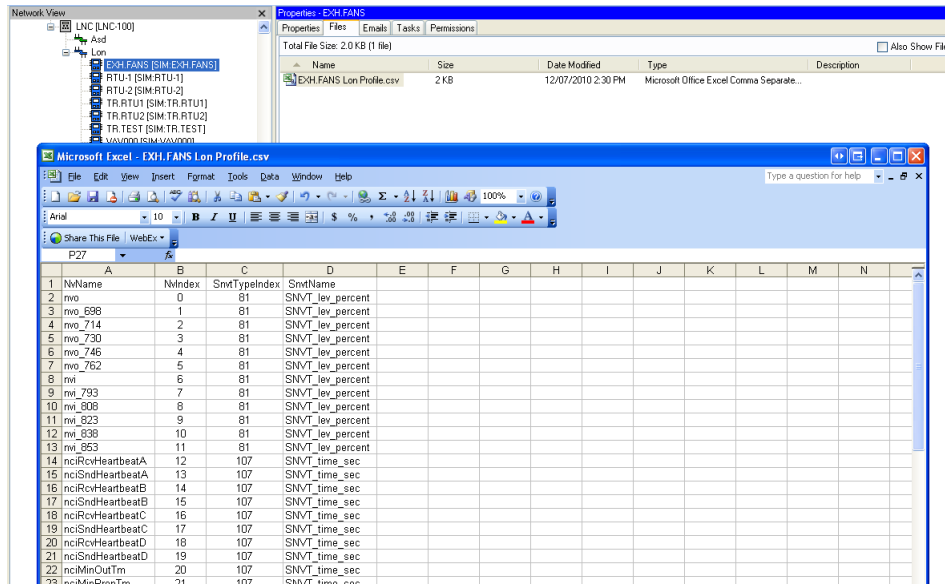 Network View
Properties - EXH.FANS
LNC [LNC-100]
Asd
Lon
EXH.FANS [SIM:EXH.FANS]
RTU-1 [SIM:RTU-1]
RTU-2 [SIM:RTU-2]
TR.RTU1 [SIM:TR.RTU1]
TR.RTU2 [SIM:TR.RTU2]
TR.TEST [SIM:TR.TEST]
VAV000 [SIM:VAV000]
Properties Files Emails Tasks Permissions
Total File Size: 2.0 KB (1 file)
Also Show File
Name Size Date Modified Type Description
EXH.FANS Lon Profile.csv 2 KB 12/07/2010 2:30 PM Microsoft Office Excel Comma Separate...
Microsoft Excel - EXH.FANS Lon Profile.csv
File Edit View Insert Format Tools Data Window Help
Type a question for help
100%
Arial 10 B I U $ % ,
Share This File WebEx
P27 fx
A B C D E F G H I J K L M N
1 NvName NvIndex SnvtTypeIndex SnvtName
2 nvo 0 81 SNVT_lev_percent
3 nvo_698 1 81 SNVT_lev_percent
4 nvo_714 2 81 SNVT_lev_percent
5 nvo_730 3 81 SNVT_lev_percent
6 nvo_746 4 81 SNVT_lev_percent
7 nvo_762 5 81 SNVT_lev_percent
8 nvi 6 81 SNVT_lev_percent
9 nvi_793 7 81 SNVT_lev_percent
10 nvi_808 8 81 SNVT_lev_percent
11 nvi_823 9 81 SNVT_lev_percent
12 nvi_838 10 81 SNVT_lev_percent
13 nvi_853 11 81 SNVT_lev_percent
14 nciRcvHeartbeatA 12 107 SNVT_time_sec
15 nciSndHeartbeatA 13 107 SNVT_time_sec
16 nciRcvHeartbeatB 14 107 SNVT_time_sec
17 nciSndHeartbeatB 15 107 SNVT_time_sec
18 nciRcvHeartbeatC 16 107 SNVT_time_sec
19 nciSndHeartbeatC 17 107 SNVT_time_sec
20 nciRcvHeartbeatD 18 107 SNVT_time_sec
21 nciSndHeartbeatD 19 107 SNVT_time_sec
22 nciMinOutTm 20 107 SNVT_time_sec
23 nciMinPropTm 21 107 SNVT_time_sec